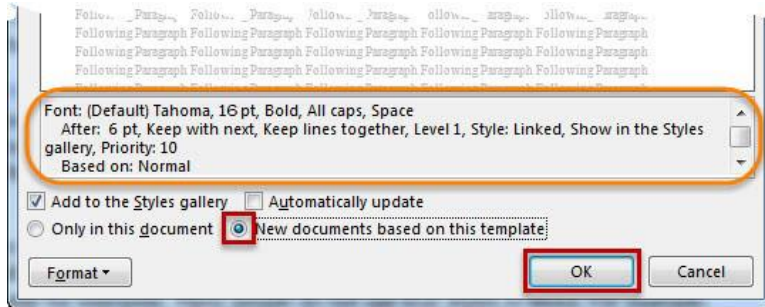 Following Paragraph Following Paragraph Following Paragraph Following Paragraph Following Paragraph
Following Paragraph Following Paragraph Following Paragraph Following Paragraph Following Paragraph
Following Paragraph Following Paragraph Following Paragraph Following Paragraph Following Paragraph
Font: (Default) Tahoma, 16 pt, Bold, All caps, Space
After: 6 pt, Keep with next, Keep lines together, Level 1, Style: Linked, Show in the Styles
gallery, Priority: 10
Based on: Normal
Add to the Styles gallery Automatically update
Only in this document New documents based on this template
Format OK Cancel